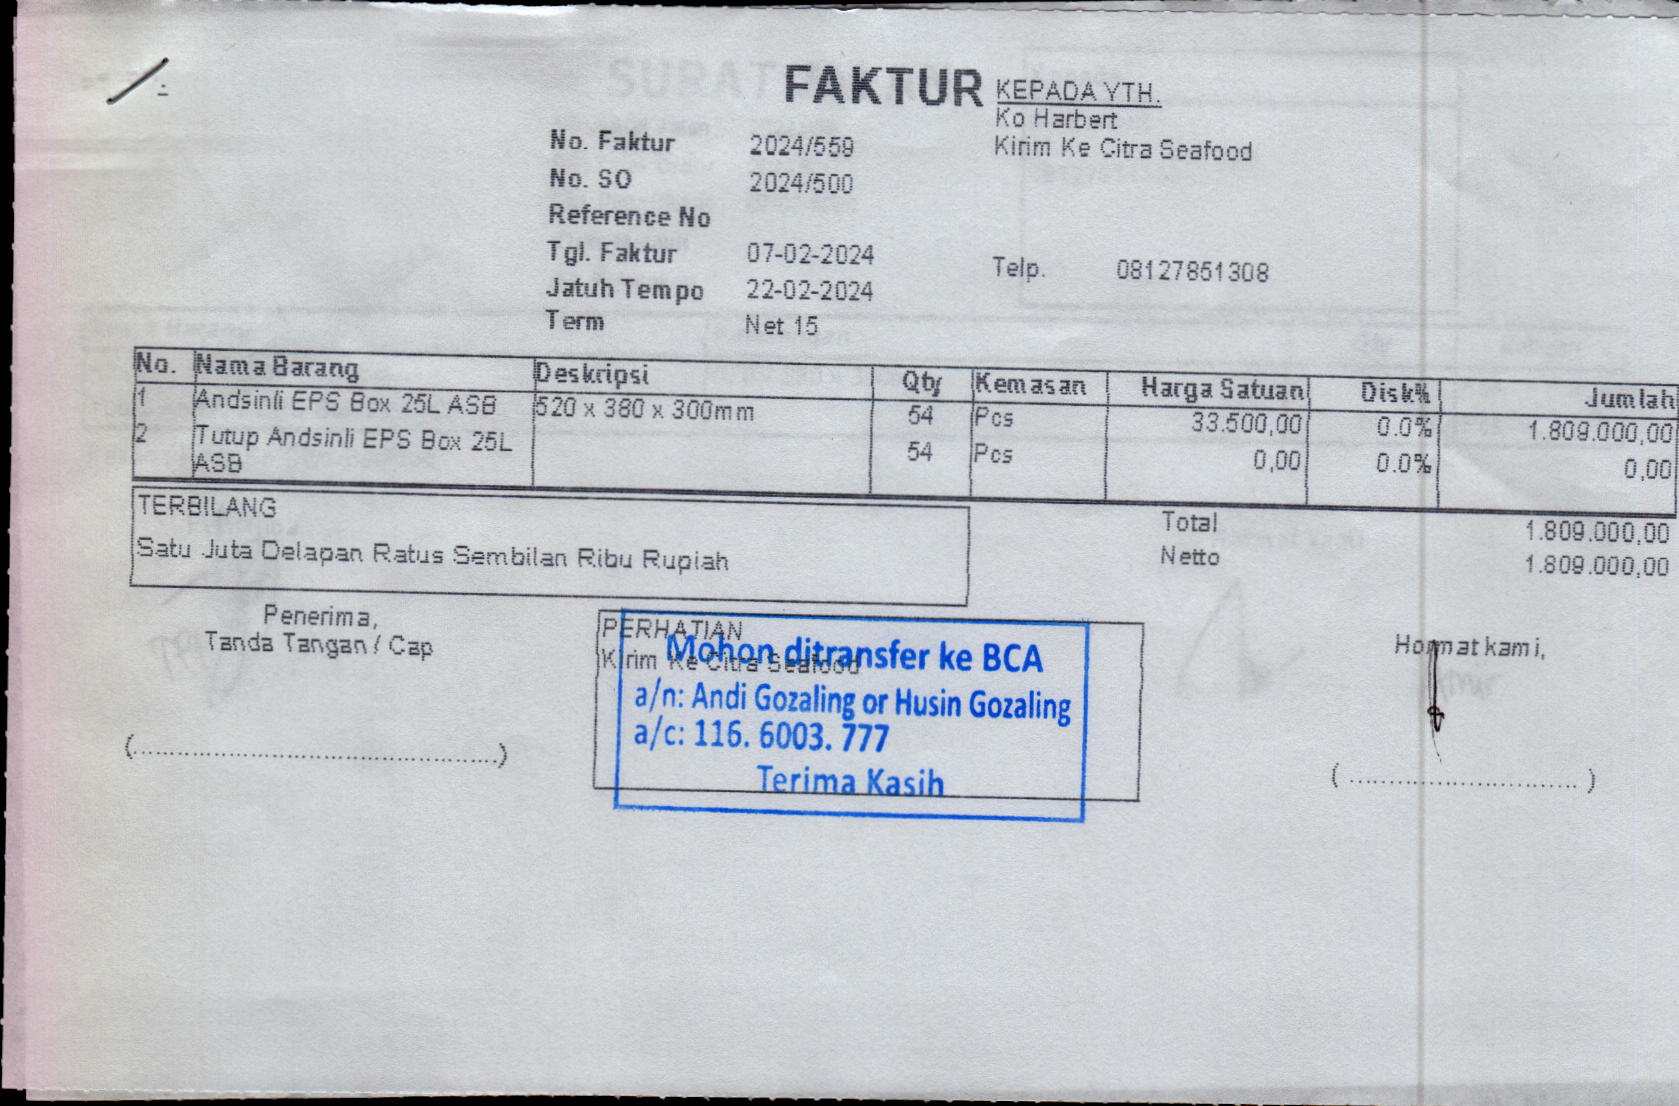 FAKTUR
No. Faktur 2024/559
No. SO 2024/500
Reference No
Tgl. Faktur 07-02-2024
Jatuh Tempo 22-02-2024
Term Net 15
KEPADA YTH.
Ko Harbert
Kirim Ke Citra Seafood
Telp. 08127851308
No. Nama Barang Deskripsi Qty Kemasan Harga Satuan Disk% Jumlah
1 Andsinli EPS Box 25L ASB 520 x 380 x 300mm 54 Pcs 33.500,00 0.0% 1.809.000,00
2 Tutup Andsinli EPS Box 25L 54 Pcs 0,00 0.0% 0,00
ASB
TERBILANG
Satu Juta Delapan Ratus Sembilan Ribu Rupiah
Total 1.809.000,00
Netto 1.809.000,00
Penerima,
Tanda Tangan / Cap
(............................................)
PERHATIAN
Kirim Ke Citra Seafood
Mohon ditransfer ke BCA
a/n: Andi Gozaling or Husin Gozaling
a/c: 116. 6003. 777
Terima Kasih
Hormat kami,
(............................)